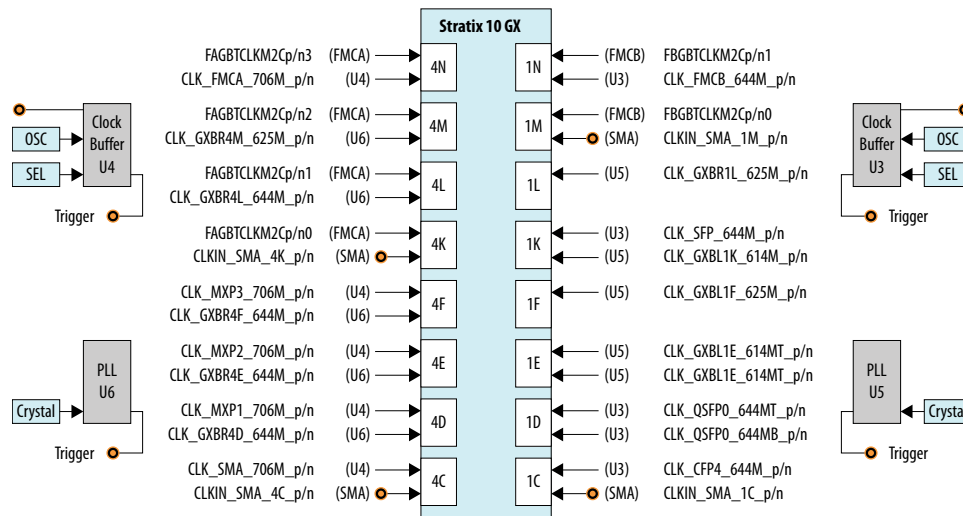 Stratix 10 GX
FAGBTCLKM2Cp/n3 (FMCA)
CLK_FMCA_706M_p/n (U4)
4N
1N
(FMCB) FBGBTCLKM2Cp/n1
(U3) CLK_FMCB_644M_p/n
FAGBTCLKM2Cp/n2 (FMCA)
CLK_GXBR4M_625M_p/n (U6)
4M
1M
(FMCB) FBGBTCLKM2Cp/n0
(SMA) CLKIN_SMA_1M_p/n
FAGBTCLKM2Cp/n1 (FMCA)
CLK_GXBR4L_644M_p/n (U6)
4L
1L
(U5) CLK_GXBR1L_625M_p/n
FAGBTCLKM2Cp/n0 (FMCA)
CLKIN_SMA_4K_p/n (SMA)
4K
1K
(U3) CLK_SFP_644M_p/n
(U5) CLK_GXBL1K_614M_p/n
CLK_MXP3_706M_p/n (U4)
CLK_GXBR4F_644M_p/n (U6)
4F
1F
(U5) CLK_GXBL1F_625M_p/n
CLK_MXP2_706M_p/n (U4)
CLK_GXBR4E_644M_p/n (U6)
4E
1E
(U5) CLK_GXBL1E_614MT_p/n
(U5) CLK_GXBL1E_614MT_p/n
CLK_MXP1_706M_p/n (U4)
CLK_GXBR4D_644M_p/n (U6)
4D
1D
(U3) CLK_QSFP0_644MT_p/n
(U3) CLK_QSFP0_644MB_p/n
CLK_SMA_706M_p/n (U4)
CLKIN_SMA_4C_p/n (SMA)
4C
1C
(U3) CLK_CFP4_644M_p/n
(SMA) CLKIN_SMA_1C_p/n
OSC
SEL
Clock
Buffer
U4
Trigger
Crystal
PLL
U6
Trigger
Clock
Buffer
U3
OSC
SEL
Trigger
PLL
U5
Crysta
Trigger